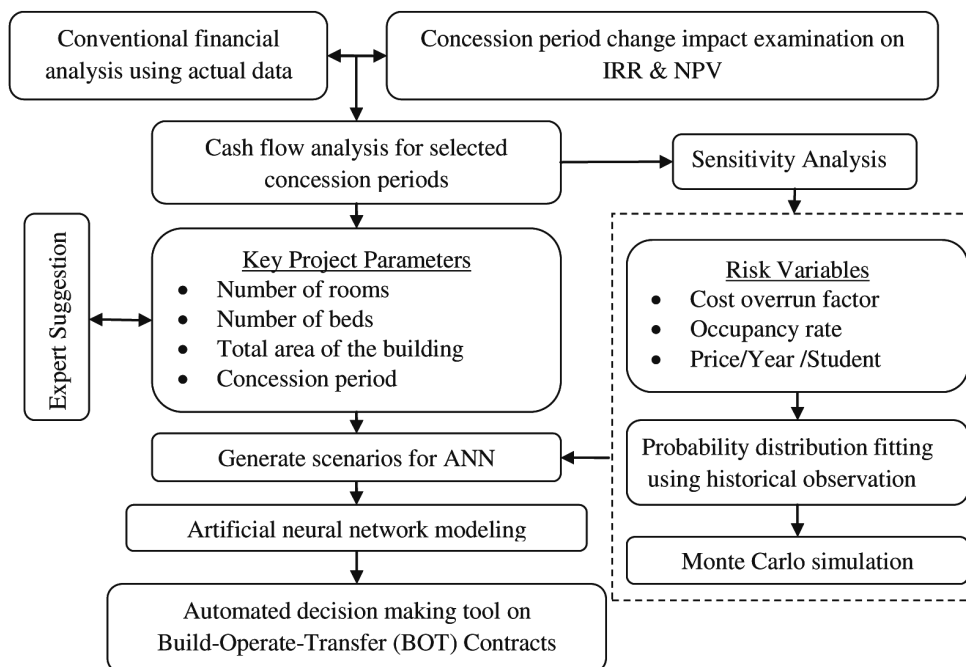 Conventional financial
analysis using actual data
Concession period change impact examination on
IRR & NPV
Cash flow analysis for selected
concession periods
Sensitivity Analysis
Expert Suggestion
Key Project Parameters
• Number of rooms
• Number of beds
• Total area of the building
• Concession period
Risk Variables
• Cost overrun factor
• Occupancy rate
• Price/Year /Student
Generate scenarios for ANN
Probability distribution fitting
using historical observation
Artificial neural network modeling
Monte Carlo simulation
Automated decision making tool on
Build-Operate-Transfer (BOT) Contracts